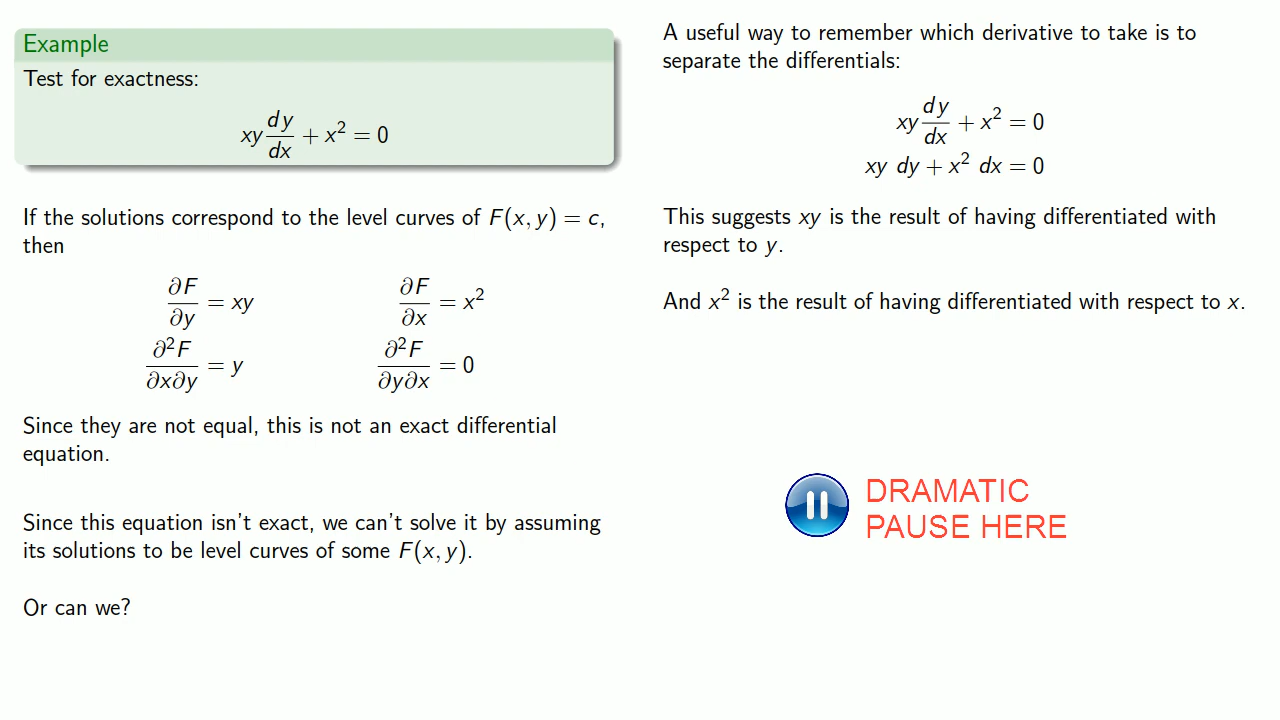 Example
Test for exactness:
xy dy/dx + x² = 0
If the solutions correspond to the level curves of F(x, y) = c,
then
∂F/∂y = xy    ∂F/∂x = x²
∂²F/∂x∂y = y    ∂²F/∂y∂x = 0
Since they are not equal, this is not an exact differential
equation.
Since this equation isn't exact, we can't solve it by assuming
its solutions to be level curves of some F(x, y).
Or can we?
A useful way to remember which derivative to take is to
separate the differentials:
xy dy/dx + x² = 0
xy dy + x² dx = 0
This suggests xy is the result of having differentiated with
respect to y.
And x² is the result of having differentiated with respect to x.
DRAMATIC
PAUSE HERE